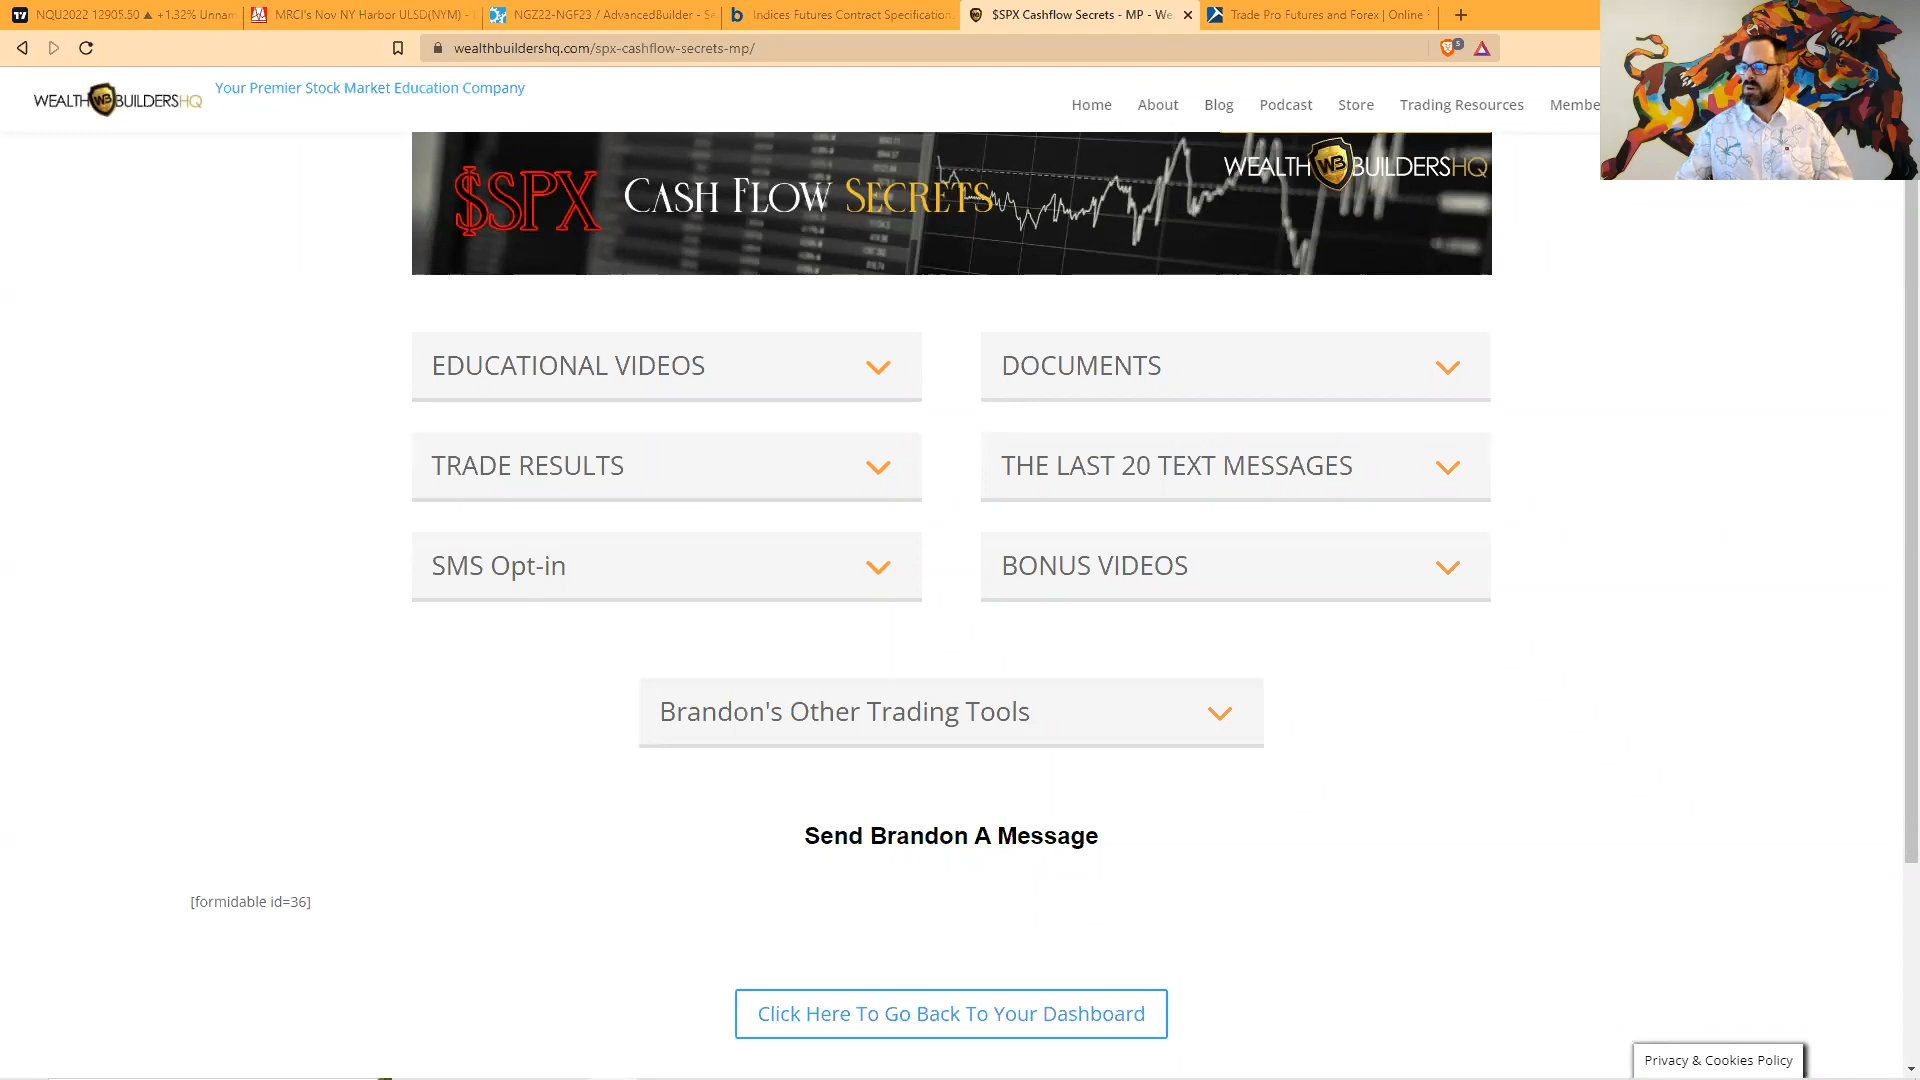 NQU2022 12905.50 ▲ +1.32% Unnam
MRCI's Nov NY Harbor ULSD(NYM) -
NGZ22-NGF23 / AdvancedBuilder - Se
Indices Futures Contract Specification
$SPX Cashflow Secrets - MP - We
Trade Pro Futures and Forex | Online
wealthbuildershq.com/spx-cashflow-secrets-mp/
5
WEALTH WB BUILDERSHQ
Your Premier Stock Market Education Company
Home
About
Blog
Podcast
Store
Trading Resources
Membe
$SPX CASH FLOW SECRETS
WEALTH WB BUILDERSHQ
EDUCATIONAL VIDEOS
DOCUMENTS
TRADE RESULTS
THE LAST 20 TEXT MESSAGES
SMS Opt-in
BONUS VIDEOS
Brandon's Other Trading Tools
Send Brandon A Message
[formidable id=36]
Click Here To Go Back To Your Dashboard
Privacy & Cookies Policy